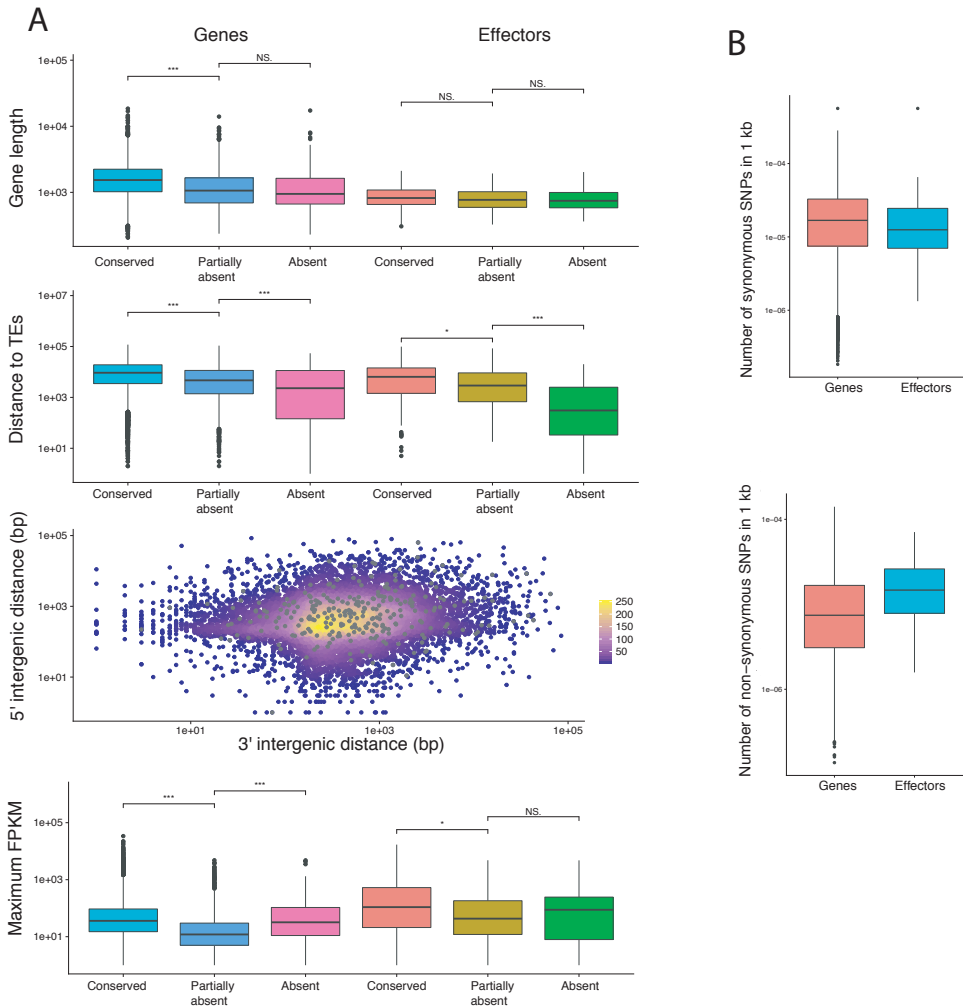 A
B
Genes
Effectors
Gene length
1e+05
1e+04
1e+03
***
NS.
NS.
NS.
Conserved
Partially
absent
Absent
Conserved
Partially
absent
Absent
Distance to TEs
1e+07
1e+05
1e+03
1e+01
***
***
*
***
Conserved
Partially
absent
Absent
Conserved
Partially
absent
Absent
5' intergenic distance (bp)
1e+05
1e+03
1e+01
250
200
150
100
50
1e+01
1e+03
1e+05
3' intergenic distance (bp)
Maximum FPKM
1e+05
1e+03
1e+01
***
***
*
NS.
Conserved
Partially
absent
Absent
Conserved
Partially
absent
Absent
Number of synonymous SNPs in 1 kb
1e-04
1e-05
1e-06
Genes
Effectors
Number of non-synonymous SNPs in 1 kb
1e-04
1e-06
Genes
Effectors